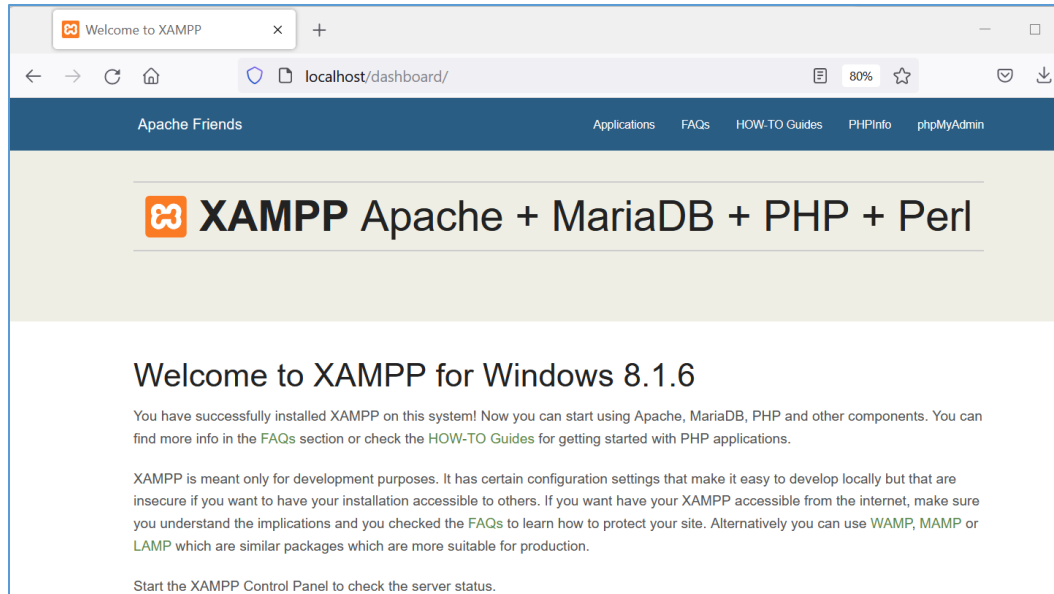 Welcome to XAMPP
localhost/dashboard/
80%
Apache Friends
Applications
FAQs
HOW-TO Guides
PHPInfo
phpMyAdmin
XAMPP Apache + MariaDB + PHP + Perl
Welcome to XAMPP for Windows 8.1.6
You have successfully installed XAMPP on this system! Now you can start using Apache, MariaDB, PHP and other components. You can
find more info in the FAQs section or check the HOW-TO Guides for getting started with PHP applications.
XAMPP is meant only for development purposes. It has certain configuration settings that make it easy to develop locally but that are
insecure if you want to have your installation accessible to others. If you want have your XAMPP accessible from the internet, make sure
you understand the implications and you checked the FAQs to learn how to protect your site. Alternatively you can use WAMP, MAMP or
LAMP which are similar packages which are more suitable for production.
Start the XAMPP Control Panel to check the server status.